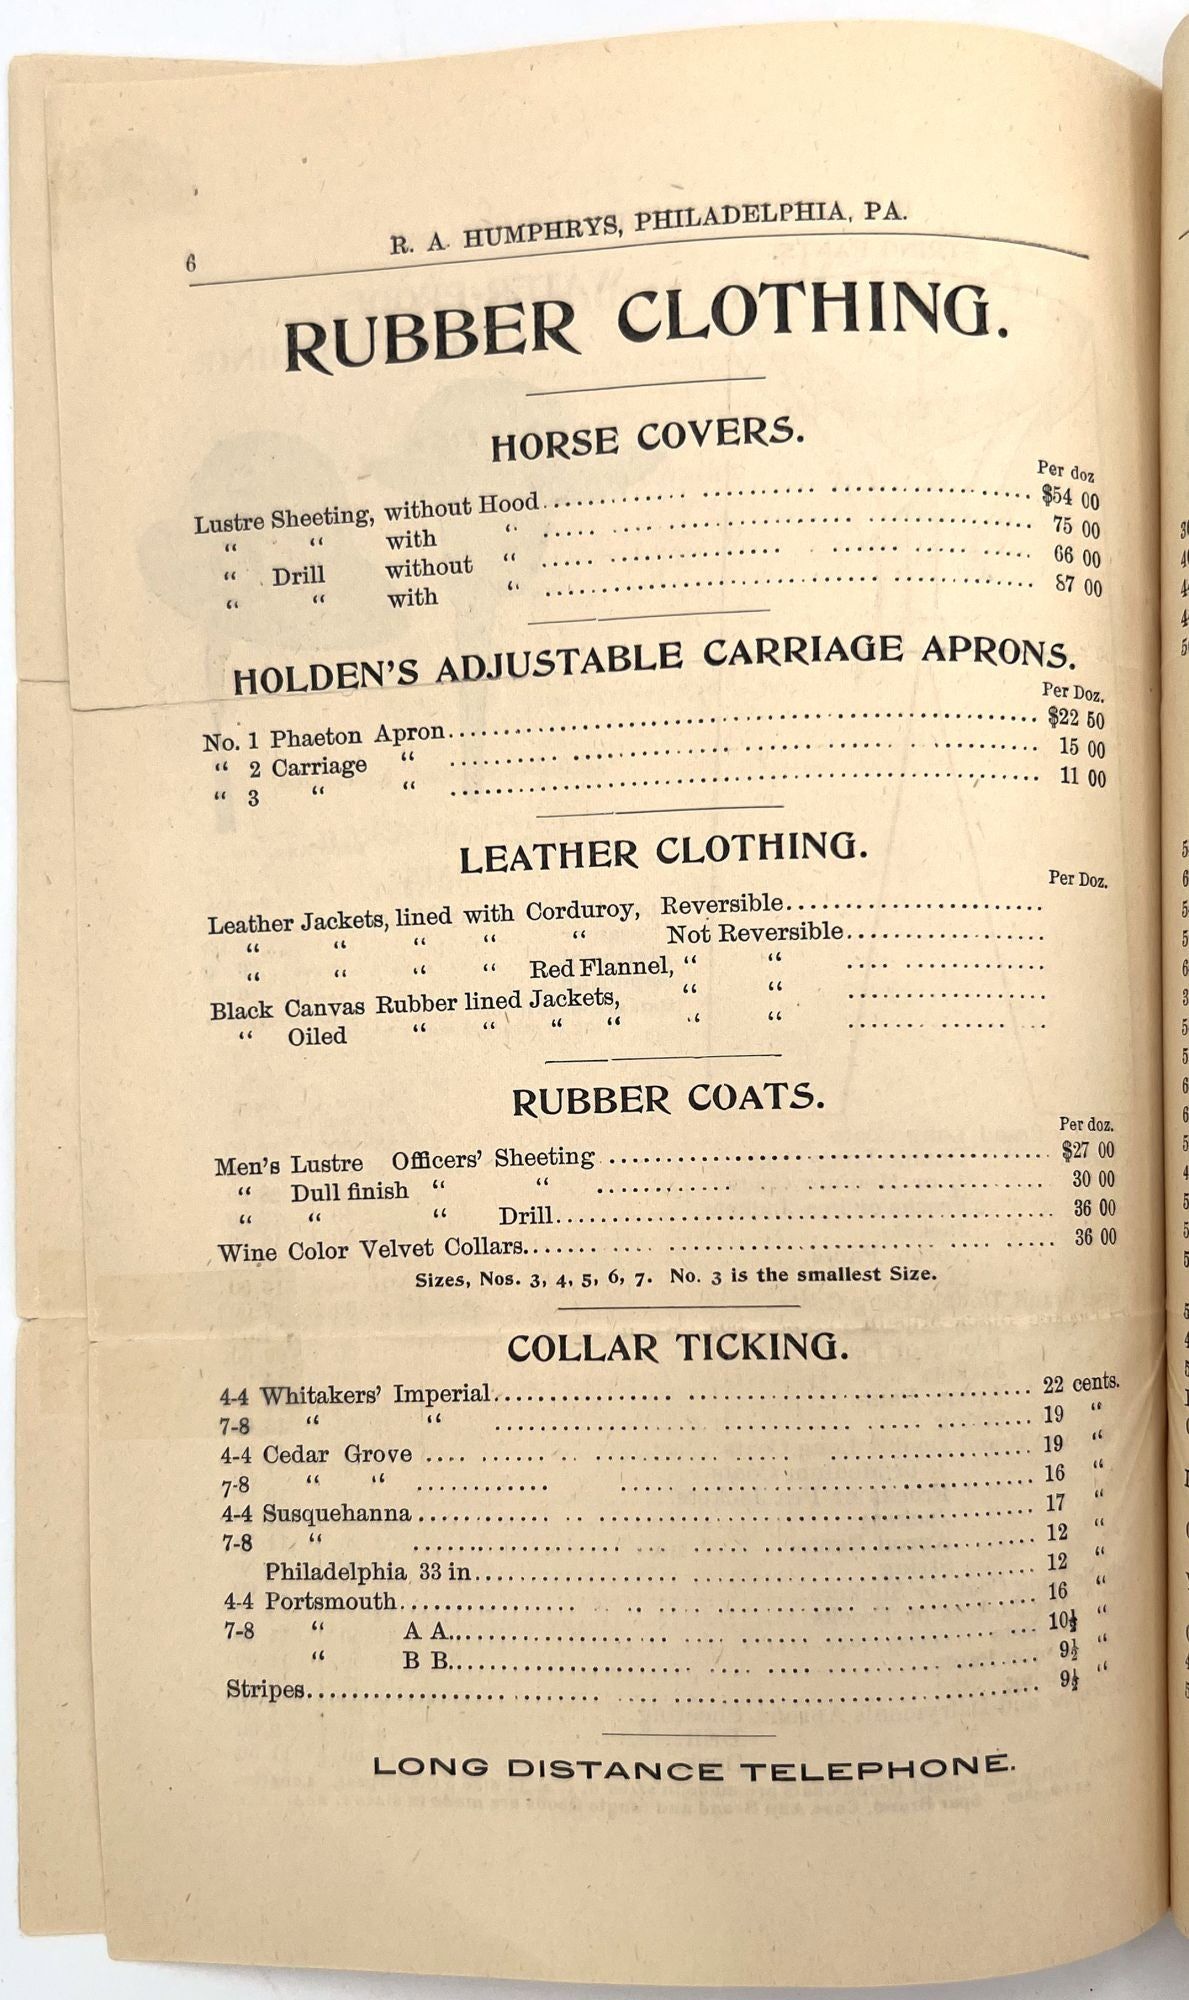 6
R. A. HUMPHRYS, PHILADELPHIA, PA.
RUBBER CLOTHING.
HORSE COVERS.
Per doz
Lustre Sheeting, without Hood $54 00
“ “ with “ 75 00
“ Drill without “ 66 00
“ “ with “ 87 00
HOLDEN'S ADJUSTABLE CARRIAGE APRONS.
Per Doz.
No. 1 Phaeton Apron $22 50
“ 2 Carriage “ 15 00
“ 3 “ “ 11 00
LEATHER CLOTHING.
Per Doz.
Leather Jackets, lined with Corduroy, Reversible
“ “ “ “ “ Not Reversible
“ “ “ “ Red Flannel, “ “
Black Canvas Rubber lined Jackets, “ “
“ Oiled “ “ “ “ “ “
RUBBER COATS.
Per doz.
Men's Lustre Officers' Sheeting $27 00
“ Dull finish “ “ 30 00
“ “ “ Drill 36 00
Wine Color Velvet Collars 36 00
Sizes, Nos. 3, 4, 5, 6, 7. No. 3 is the smallest Size.
COLLAR TICKING.
4-4 Whitakers' Imperial 22 cents.
7-8 “ “ 19 “
4-4 Cedar Grove 19 “
7-8 “ “ 16 “
4-4 Susquehanna 17 “
7-8 “ 12 “
Philadelphia 33 in 12 “
4-4 Portsmouth 16 “
7-8 “ A A 10½ “
“ B B 9½ “
Stripes 9½ “
LONG DISTANCE TELEPHONE.